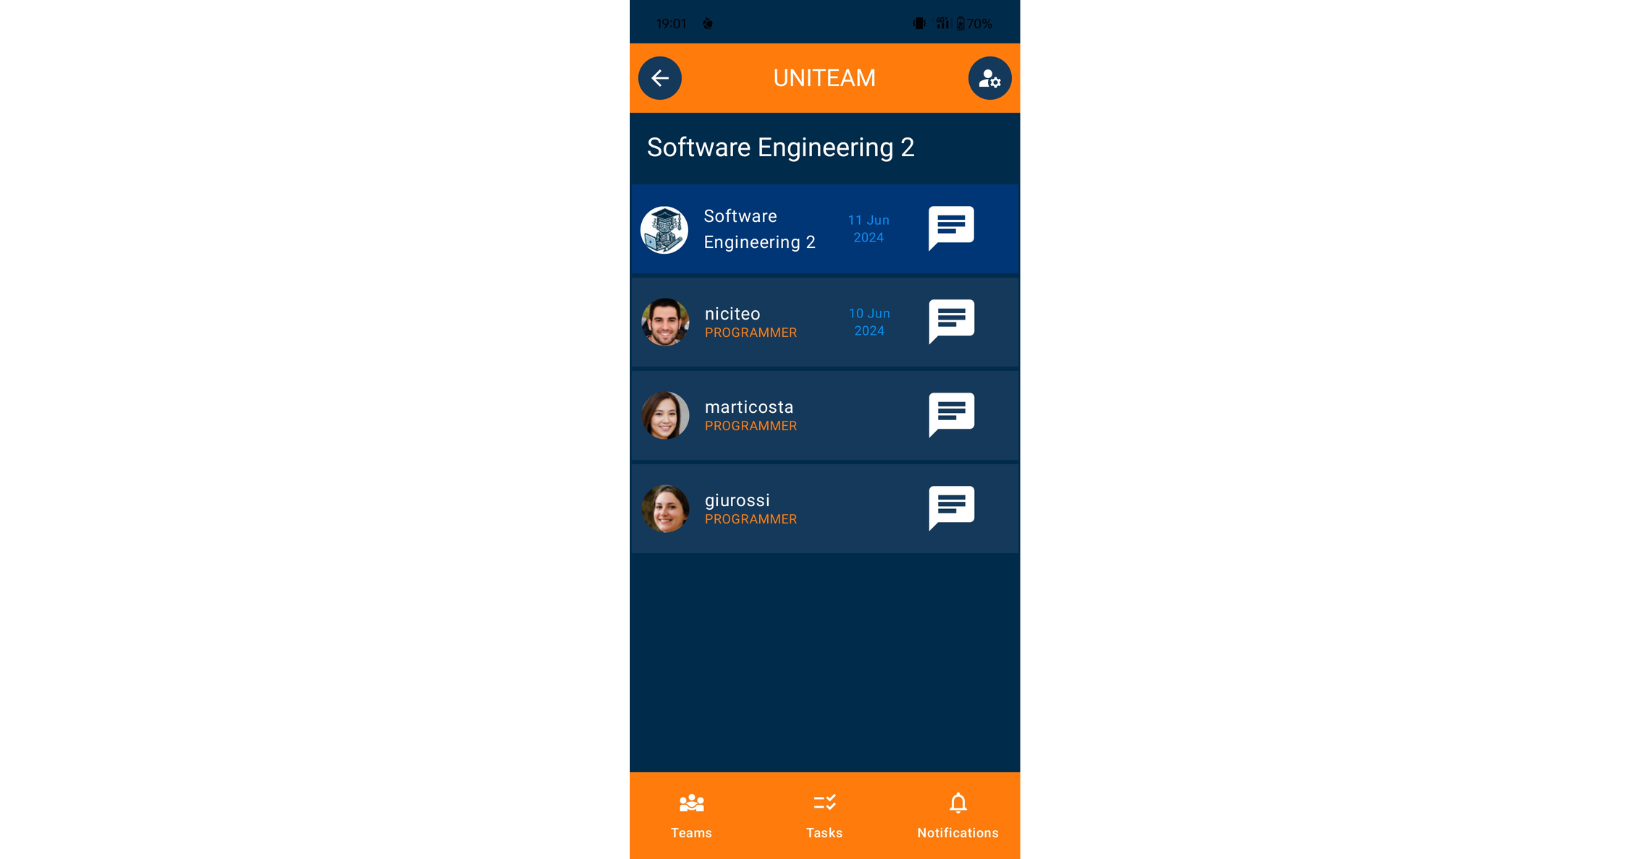 19:01 70%
UNITEAM
Software Engineering 2
Software
Engineering 2
11 Jun
2024
niciteo
PROGRAMMER
10 Jun
2024
marticosta
PROGRAMMER
giurossi
PROGRAMMER
Teams Tasks Notifications